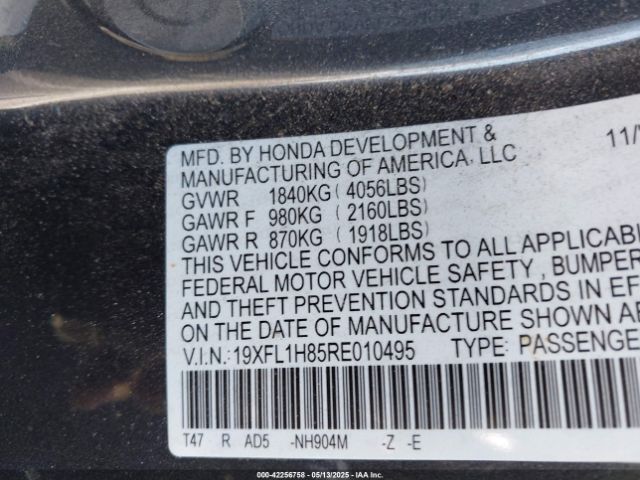 MFD. BY HONDA DEVELOPMENT &
MANUFACTURING OF AMERICA, LLC 11/
GVWR 1840KG ( 4056LBS)
GAWR F 980KG ( 2160LBS)
GAWR R 870KG ( 1918LBS)
THIS VEHICLE CONFORMS TO ALL APPLICABL
FEDERAL MOTOR VEHICLE SAFETY , BUMPER
AND THEFT PREVENTION STANDARDS IN EF
ON THE DATE OF MANUFACTURE SHOWN AB
V.I.N.:19XFL1H85RE010495 TYPE: PASSENGE
T47 R AD5 -NH904M -Z -E
000-42256758 - 05/13/2025 - IAA Inc.